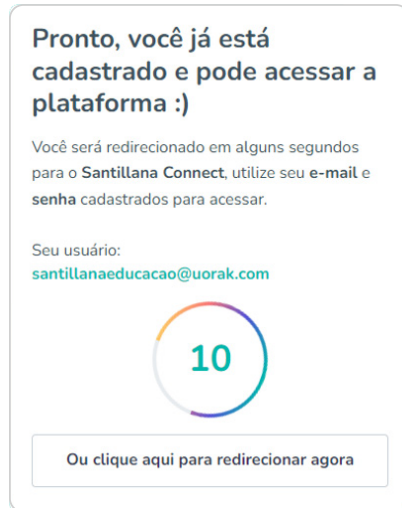 Pronto, você já está
cadastrado e pode acessar a
plataforma :)
Você será redirecionado em alguns segundos
para o Santillana Connect, utilize seu e-mail e
senha cadastrados para acessar.
Seu usuário:
santillanaeducacao@uorak.com
10
Ou clique aqui para redirecionar agora